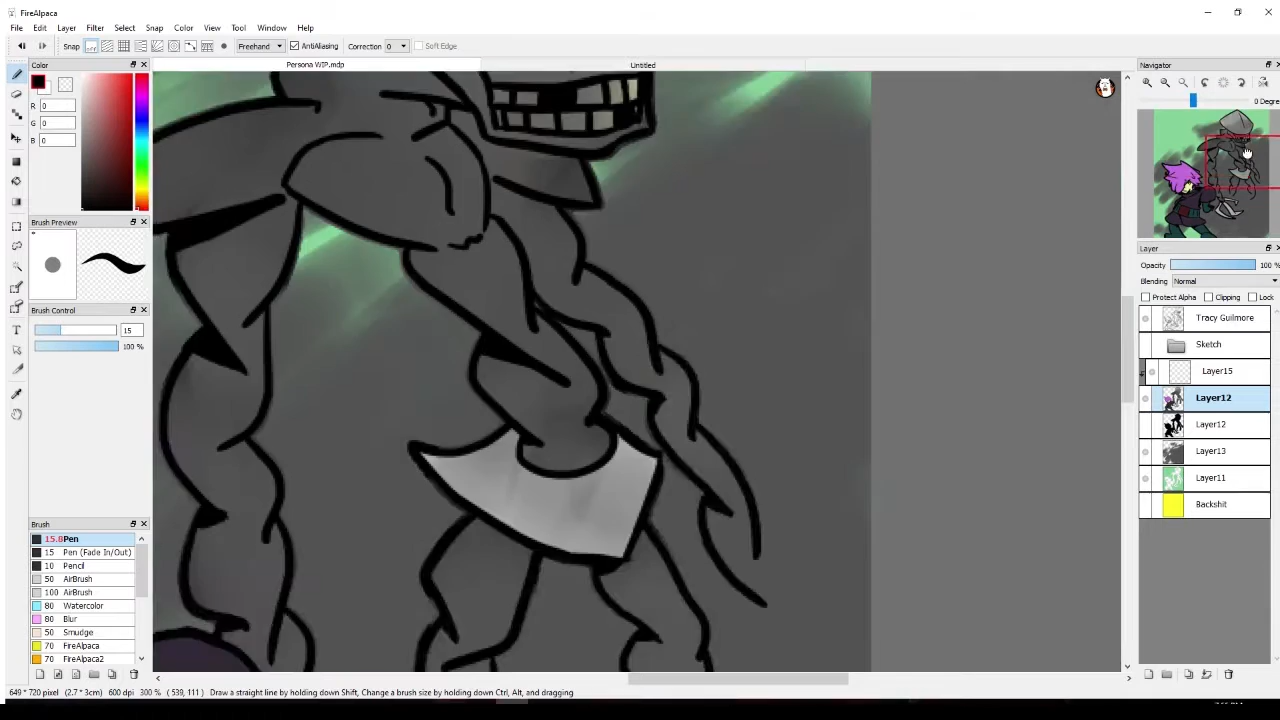 FireAlpaca
File Edit Layer Filter Select Snap Color View Tool Window Help
Snap Freehand AntiAliasing Correction 0 Soft Edge
Color Persona WIP.mdp Untitled Navigator
R 0
G 0
B 0
0 Degree
Brush Preview
Layer
Opacity 100 %
Blending Normal
Protect Alpha Clipping Lock
Brush Control
15
100 %
Tracy Guilmore
Sketch
Layer15
Layer12
Layer12
Layer13
Layer11
Backshit
Brush
15.0 Pen
15 Pen (Fade In/Out)
10 Pencil
50 AirBrush
100 AirBrush
80 Watercolor
80 Blur
50 Smudge
70 FireAlpaca
70 FireAlpaca2
649 * 720 pixel (2.7 * 3cm) 600 dpi 300 % ( 539, 111 ) Draw a straight line by holding down Shift, Change a brush size by holding down Ctrl, Alt, and dragging